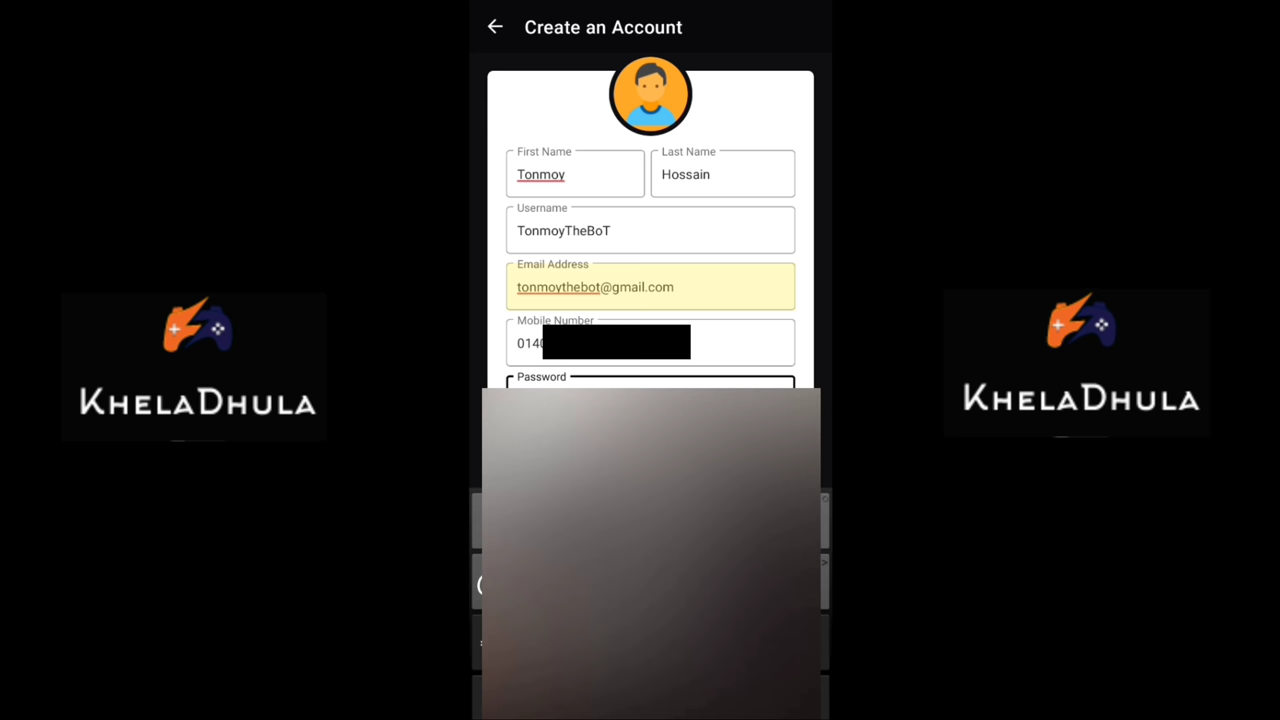 Create an Account
First Name
Last Name
Tonmoy
Hossain
Username
TonmoyTheBoT
Email Address
tonmoythebot@gmail.com
Mobile Number
014
Password
KHELADHULA
KHELADHULA